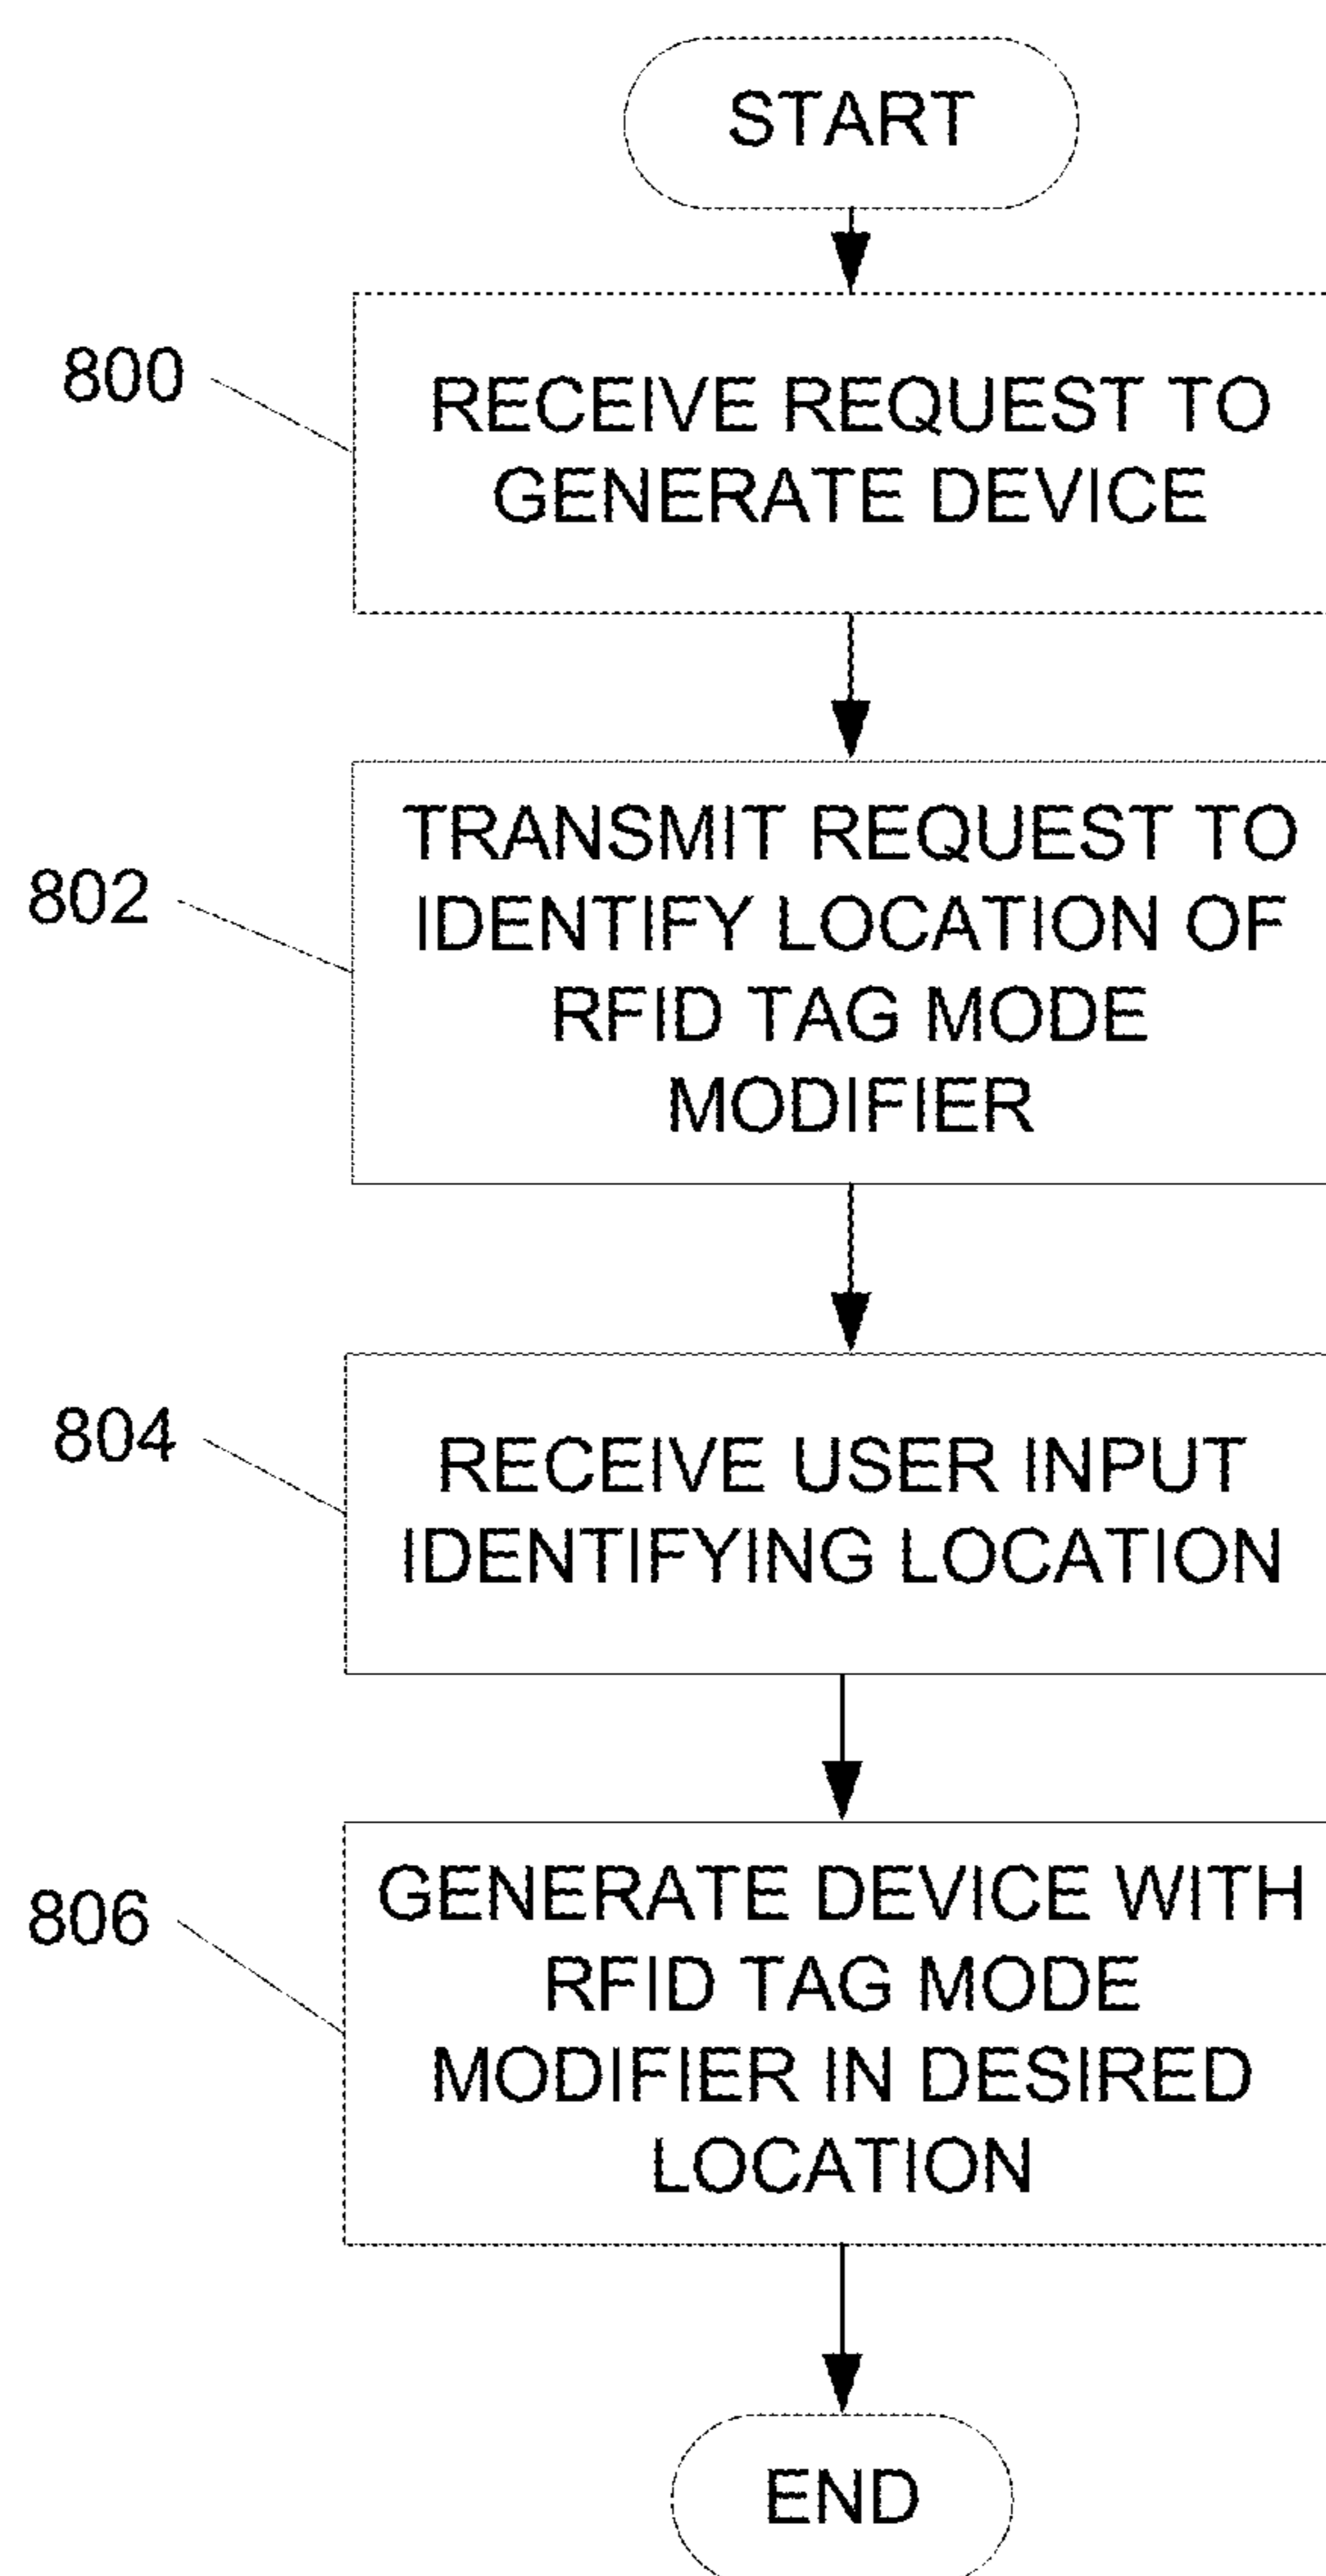 START
800
RECEIVE REQUEST TO
GENERATE DEVICE
802
TRANSMIT REQUEST TO
IDENTIFY LOCATION OF
RFID TAG MODE
MODIFIER
804
RECEIVE USER INPUT
IDENTIFYING LOCATION
806
GENERATE DEVICE WITH
RFID TAG MODE
MODIFIER IN DESIRED
LOCATION
END